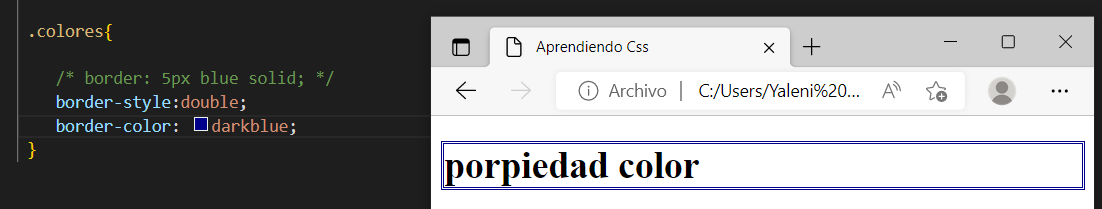 .colores{
/* border: 5px blue solid; */
border-style:double;
border-color: darkblue;
}
Aprendiendo Css
Archivo | C:/Users/Yaleni%20...
porpiedad color